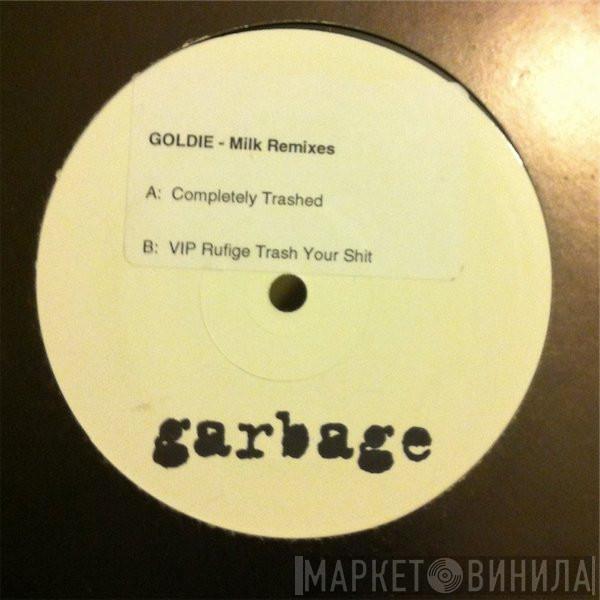 GOLDIE - Milk Remixes
A: Completely Trashed
B: VIP Rufige Trash Your Shit
garbage
МАРКЕТ ВИНИЛА